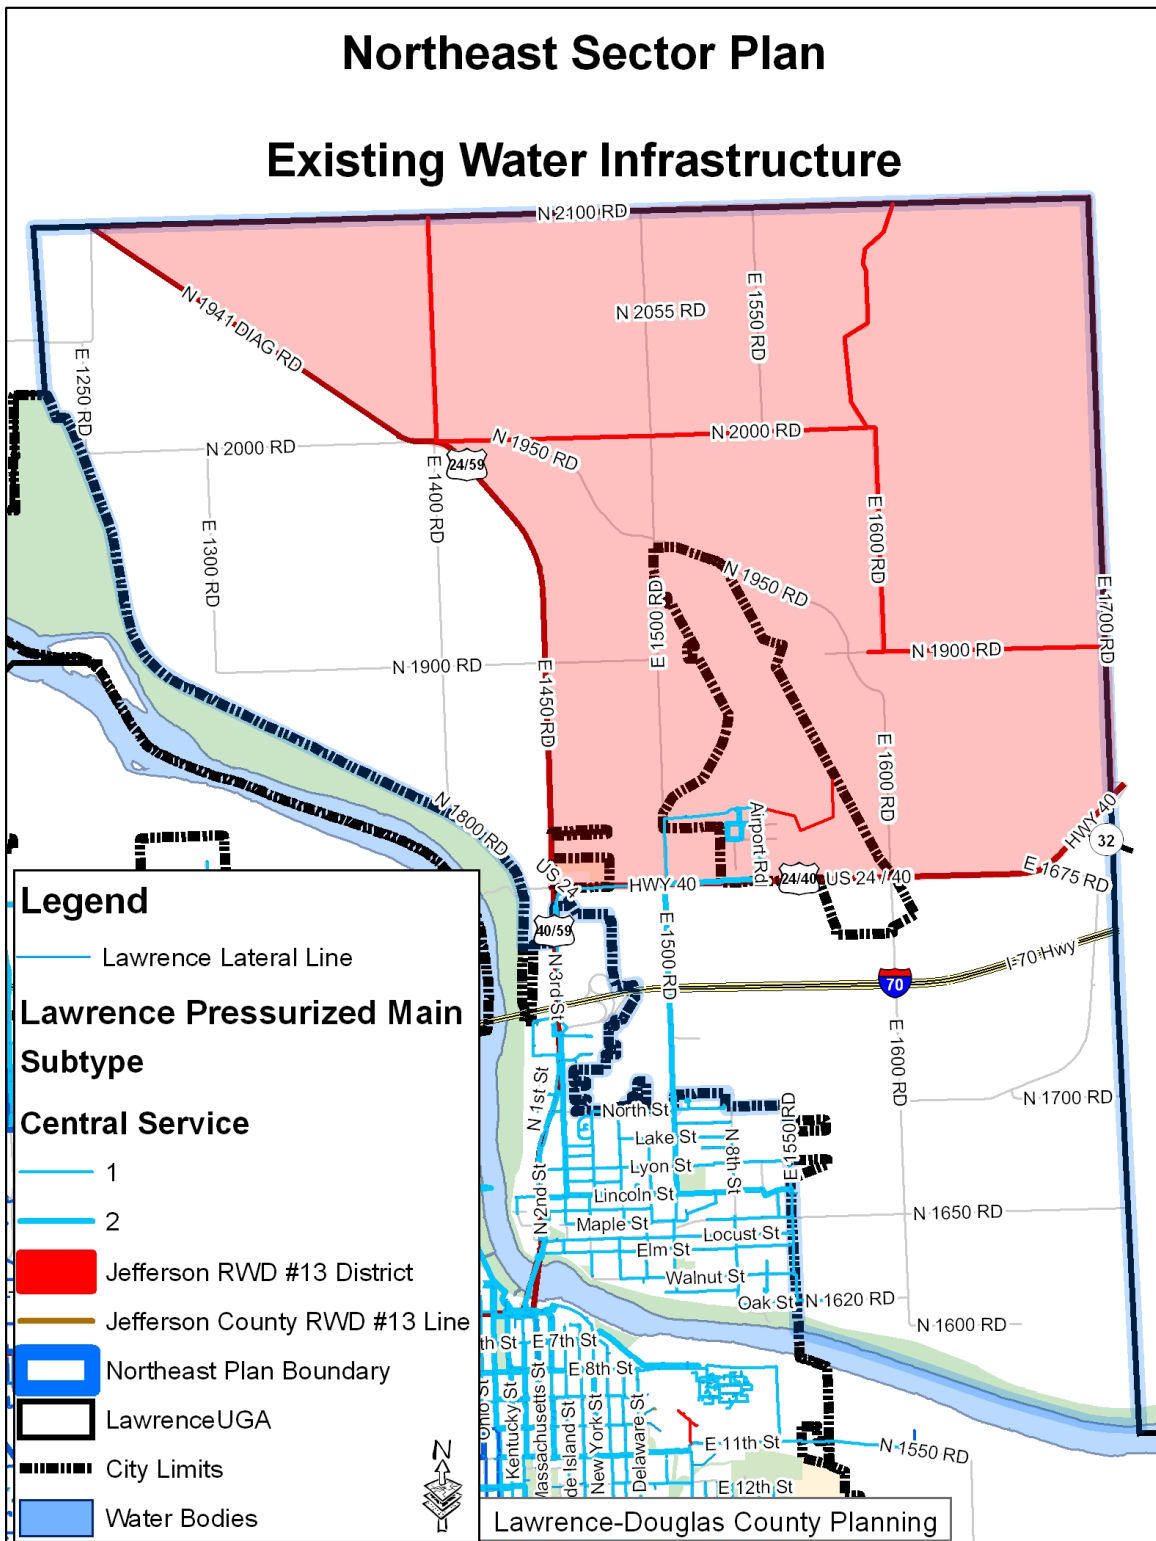 Northeast Sector Plan
Existing Water Infrastructure
N 2100 RD
N 1941 DIAG RD
N 2055 RD
E 1550 RD
E 1250 RD
N 2000 RD
N 1950 RD
N 2000 RD
24/59
E 1400 RD
E 1300 RD
E 1600 RD
N 1950 RD
E 1500 RD
E 1700 RD
N 1900 RD
N 1900 RD
E 1450 RD
E 1600 RD
N 1800 RD
Airport Rd
HWY 40
32
US 24
HWY 40
24/40
US 24 / 40
E 1675 RD
40/59
E 1500 RD
N 3rd St
I-70 Hwy
70
E 1600 RD
N 1st St
North St
N 1700 RD
Lake St
N 8th St
E 1550 RD
Lyon St
N 2nd St
Lincoln St
Maple St
Locust St
N 1650 RD
Elm St
Walnut St
Oak St
N 1620 RD
N 1600 RD
th St
E 7th St
E 8th St
Ohio St
Kentucky St
Massachusetts St
de Island St
New York St
Delaware St
E 11th St
N 1550 RD
E 12th St
Legend
Lawrence Lateral Line
Lawrence Pressurized Main
Subtype
Central Service
1
2
Jefferson RWD #13 District
Jefferson County RWD #13 Line
Northeast Plan Boundary
LawrenceUGA
City Limits
Water Bodies
N
Lawrence-Douglas County Planning